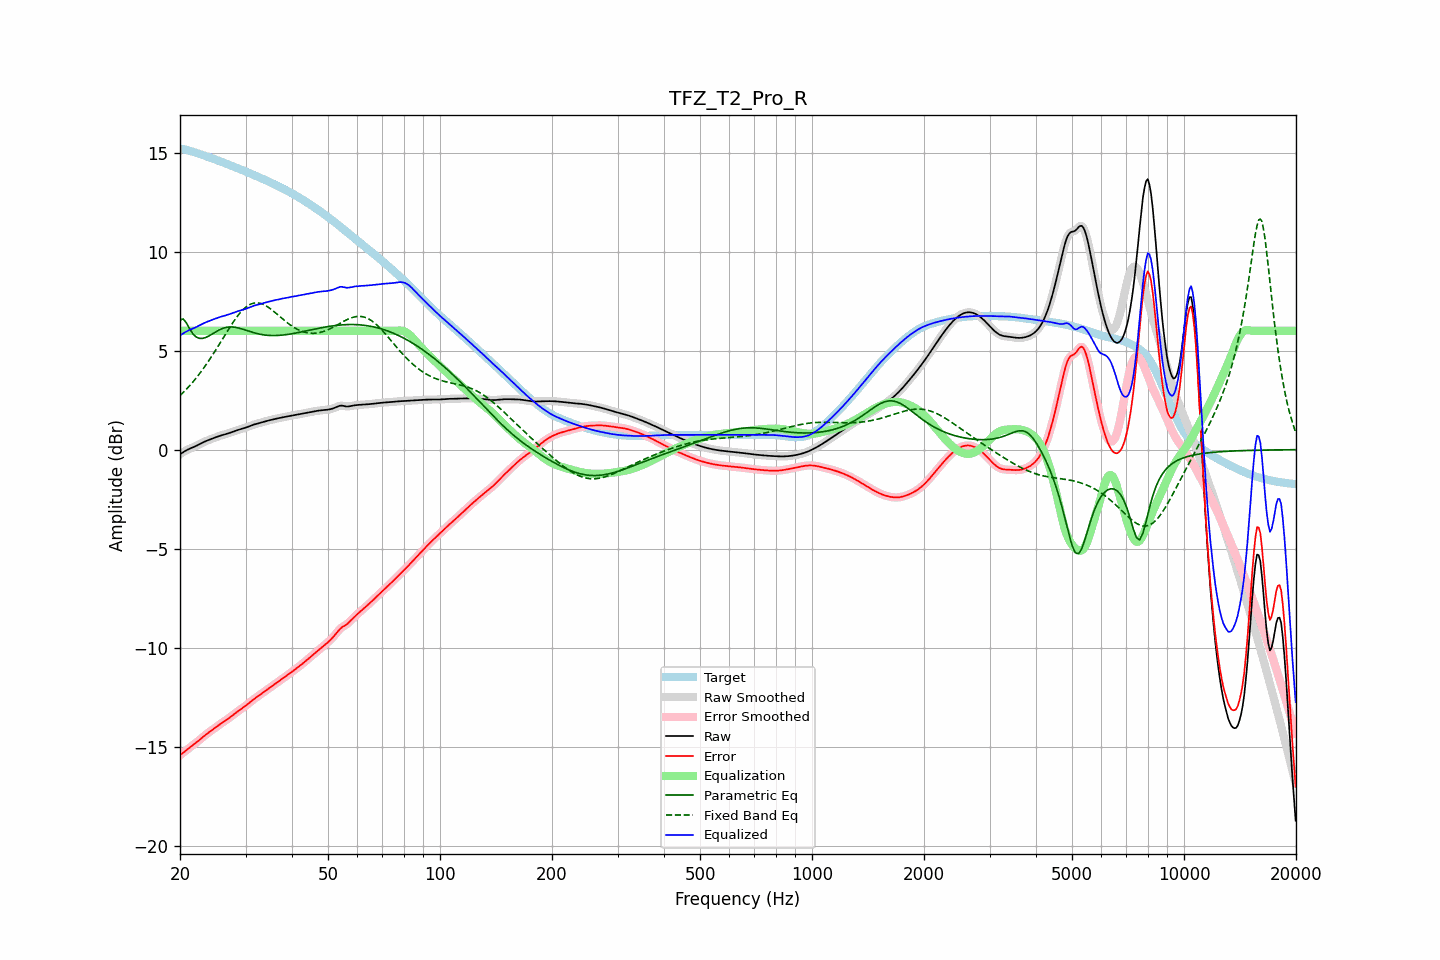 TFZ_T2_Pro_R
Amplitude (dBr)
15
10
5
0
−5
−10
−15
−20
Target
Raw Smoothed
Error Smoothed
Raw
Error
Equalization
Parametric Eq
Fixed Band Eq
Equalized
20 50 100 200 500 1000 2000 5000 10000 20000
Frequency (Hz)